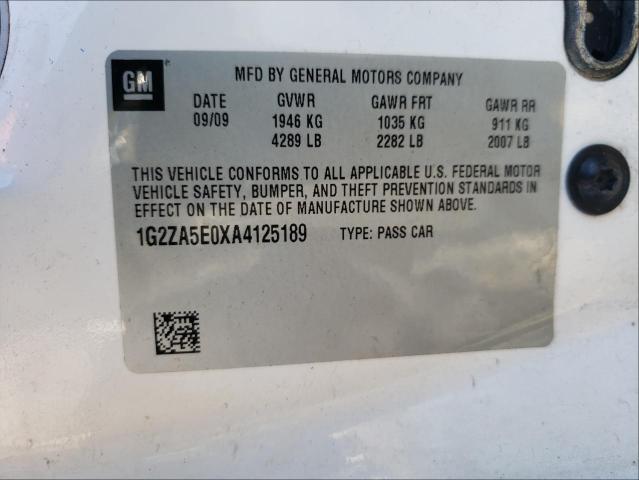 GM
MFD BY GENERAL MOTORS COMPANY
DATE GVWR GAWR FRT GAWR RR
09/09 1946 KG 1035 KG 911 KG
4289 LB 2282 LB 2007 LB
THIS VEHICLE CONFORMS TO ALL APPLICABLE U.S. FEDERAL MOTOR
VEHICLE SAFETY, BUMPER, AND THEFT PREVENTION STANDARDS IN
EFFECT ON THE DATE OF MANUFACTURE SHOWN ABOVE.
1G2ZA5E0XA4125189 TYPE: PASS CAR